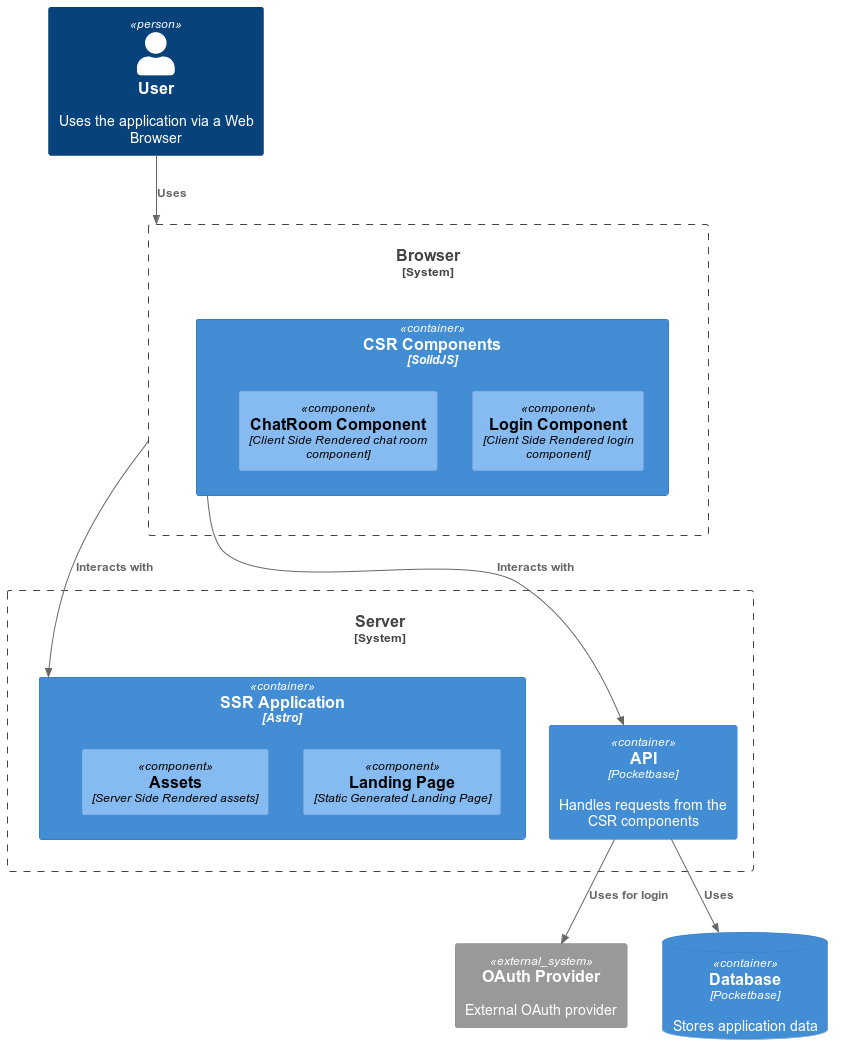 «person»
User
Uses the application via a Web
Browser
Uses
Browser
[System]
«container»
CSR Components
[SolidJS]
«component»
ChatRoom Component
[Client Side Rendered chat room
component]
«component»
Login Component
[Client Side Rendered login
component]
Interacts with
Interacts with
Server
[System]
«container»
SSR Application
[Astro]
«component»
Assets
[Server Side Rendered assets]
«component»
Landing Page
[Static Generated Landing Page]
«container»
API
[Pocketbase]
Handles requests from the
CSR components
Uses for login
Uses
«external_system»
OAuth Provider
External OAuth provider
«container»
Database
[Pocketbase]
Stores application data